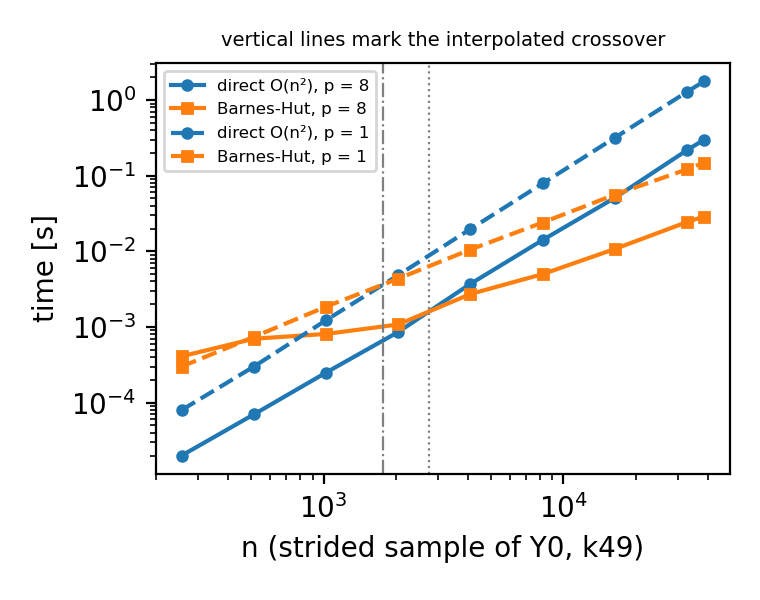 vertical lines mark the interpolated crossover
direct O(n²), p = 8
Barnes-Hut, p = 8
direct O(n²), p = 1
Barnes-Hut, p = 1
10⁰
10⁻¹
10⁻²
10⁻³
10⁻⁴
time [s]
10³
10⁴
n (strided sample of Y0, k49)